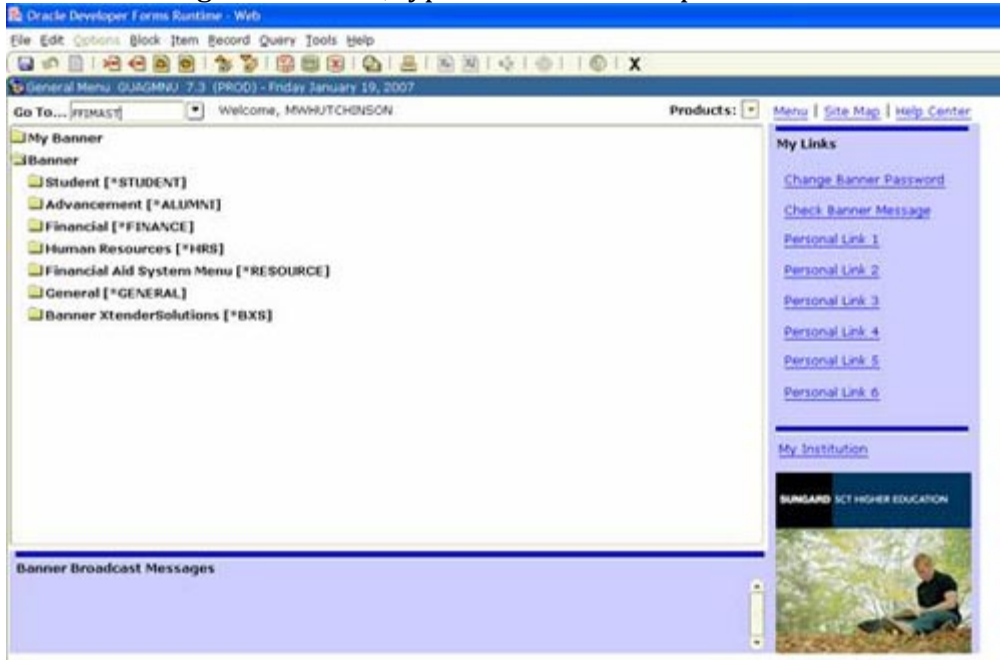 Oracle Developer Forms Runtime - Web
File Edit Options Block Item Record Query Tools Help
General Menu GUAGMNU 7.3 (PROD) - Friday January 19, 2007
Go To... FFIMAST Welcome, MWHUTCHINSON Products: Menu | Site Map | Help Center
My Banner
Banner
Student [*STUDENT]
Advancement [*ALUMNI]
Financial [*FINANCE]
Human Resources [*HRS]
Financial Aid System Menu [*RESOURCE]
General [*GENERAL]
Banner XtenderSolutions [*BXS]
My Links
Change Banner Password
Check Banner Message
Personal Link 1
Personal Link 2
Personal Link 3
Personal Link 4
Personal Link 5
Personal Link 6
My Institution
SUNGARD SCT HIGHER EDUCATION
Banner Broadcast Messages